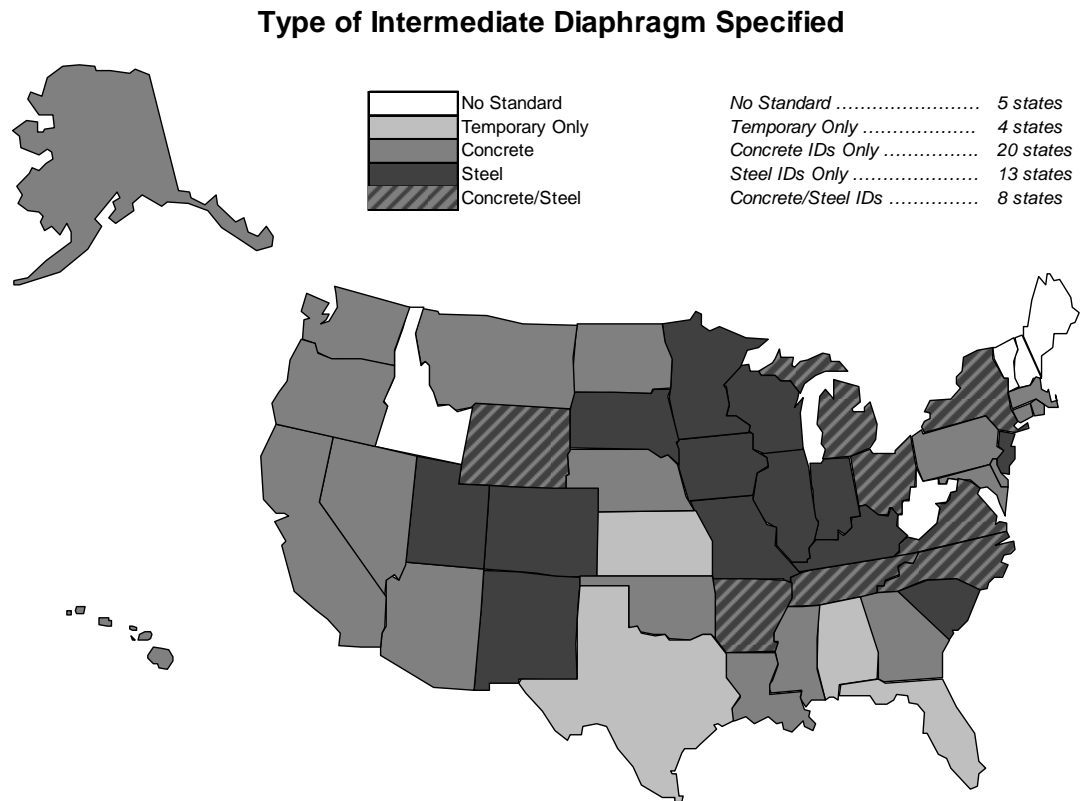 Type of Intermediate Diaphragm Specified
No Standard
Temporary Only
Concrete
Steel
Concrete/Steel
No Standard ........................ 5 states
Temporary Only ................... 4 states
Concrete IDs Only ................ 20 states
Steel IDs Only ..................... 13 states
Concrete/Steel IDs ............... 8 states